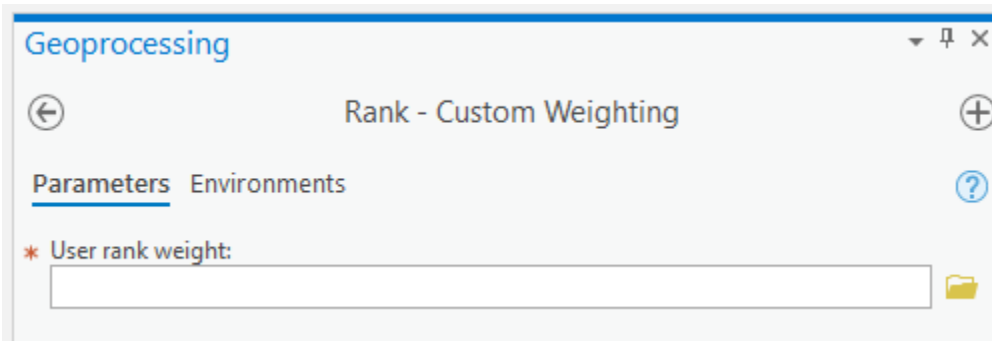 Geoprocessing
Rank - Custom Weighting
Parameters Environments
* User rank weight: